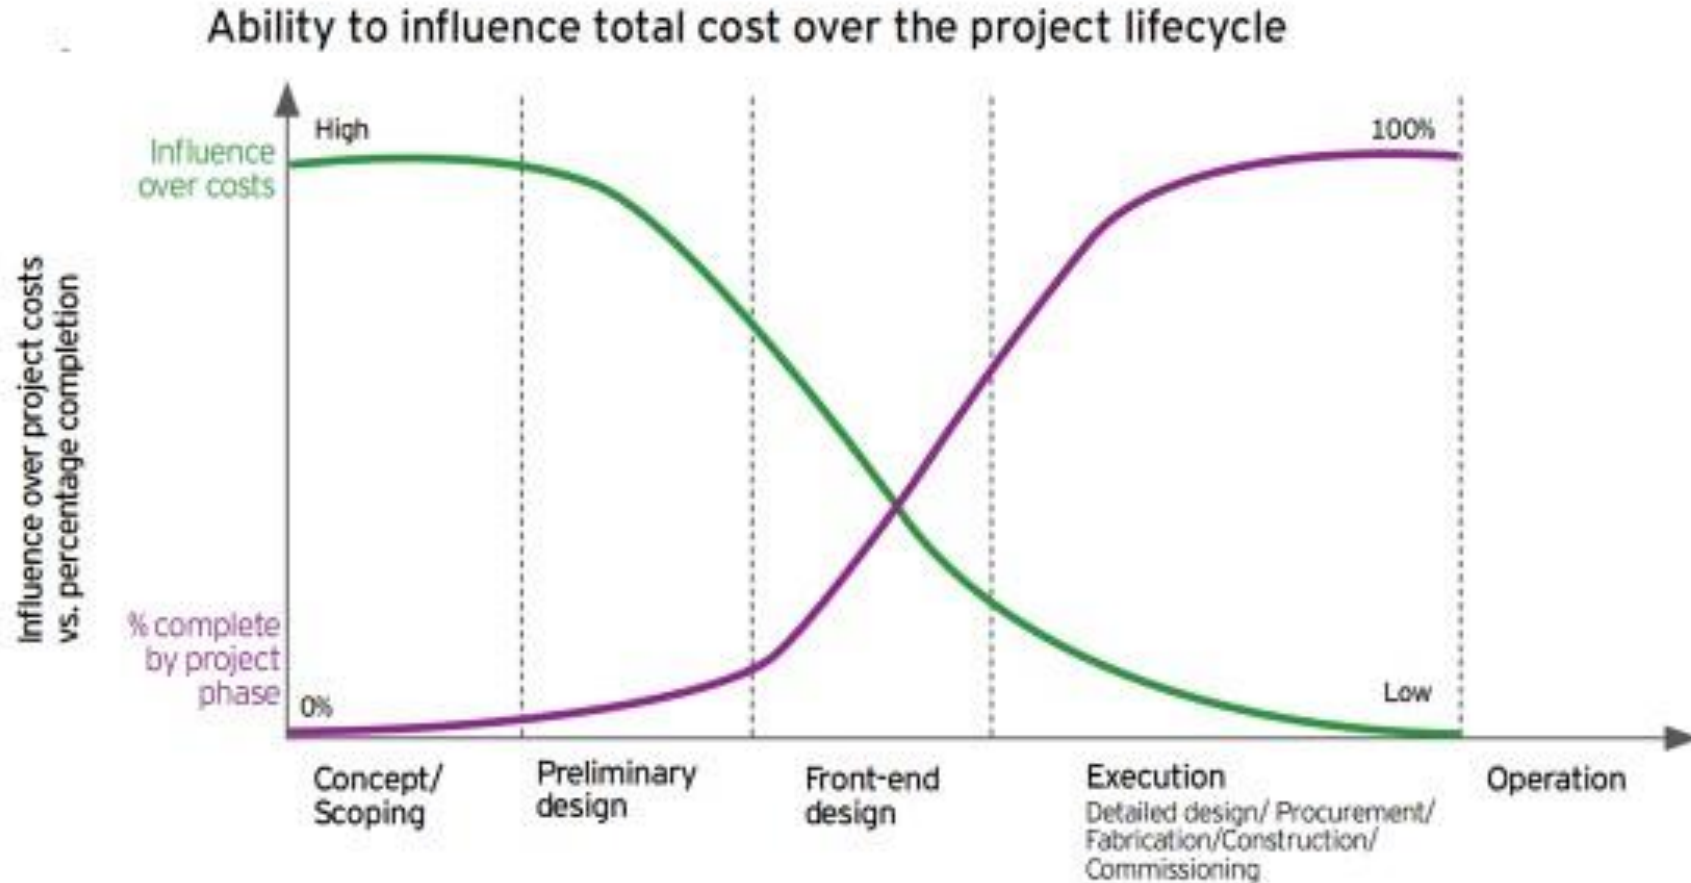 Ability to influence total cost over the project lifecycle
High
100%
Influence
over costs
Influence over project costs
vs. percentage completion
% complete
by project
phase
0%
Low
Concept/
Scoping
Preliminary
design
Front-end
design
Execution
Detailed design/ Procurement/
Fabrication/Construction/
Commissioning
Operation